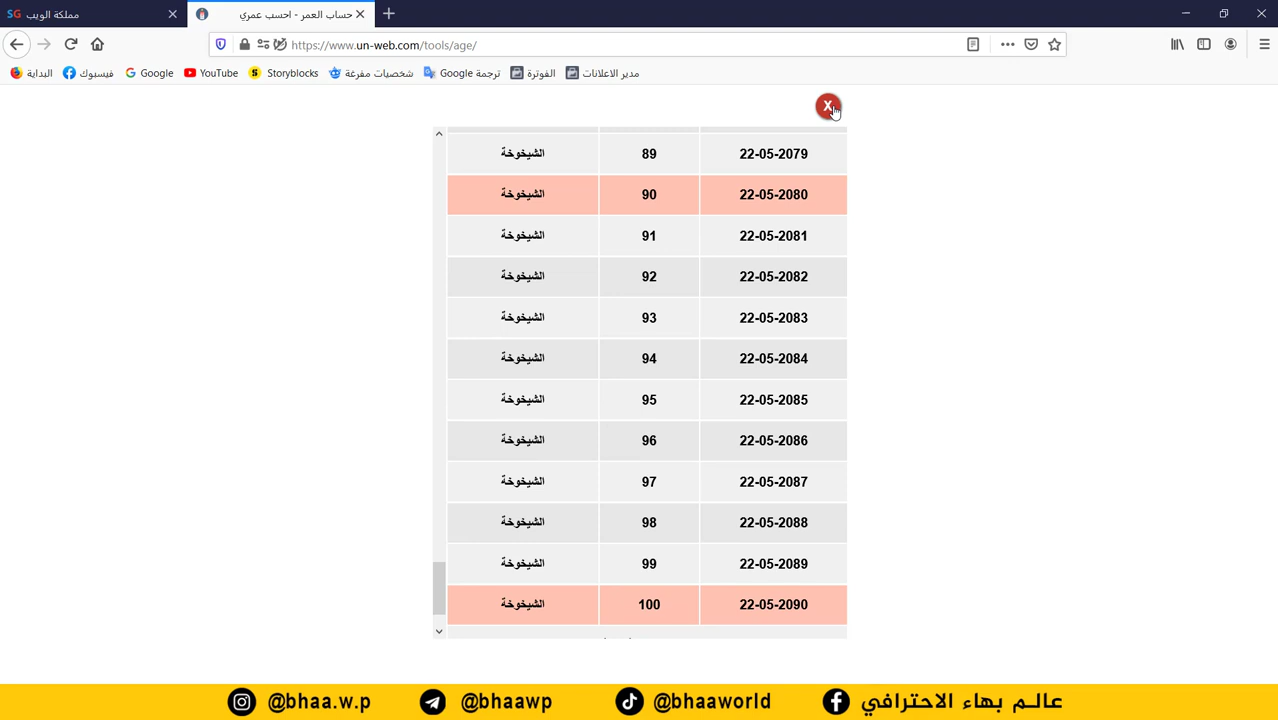 SG مملكة الويب
حساب العمر - احسب عمري
https://www.un-web.com/tools/age/
البداية
فيسبوك
Google
YouTube
Storyblocks
شخصيات مفرغة
ترجمة Google
الفوترة
مدير الاعلانات
X
22-05-2079 89 الشيخوخة
22-05-2080 90 الشيخوخة
22-05-2081 91 الشيخوخة
22-05-2082 92 الشيخوخة
22-05-2083 93 الشيخوخة
22-05-2084 94 الشيخوخة
22-05-2085 95 الشيخوخة
22-05-2086 96 الشيخوخة
22-05-2087 97 الشيخوخة
22-05-2088 98 الشيخوخة
22-05-2089 99 الشيخوخة
22-05-2090 100 الشيخوخة
@bhaa.w.p @bhaawp @bhaaworld عالم بهاء الاحترافي